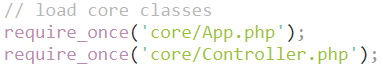 // load core classes
require_once('core/App.php');
require_once('core/Controller.php');